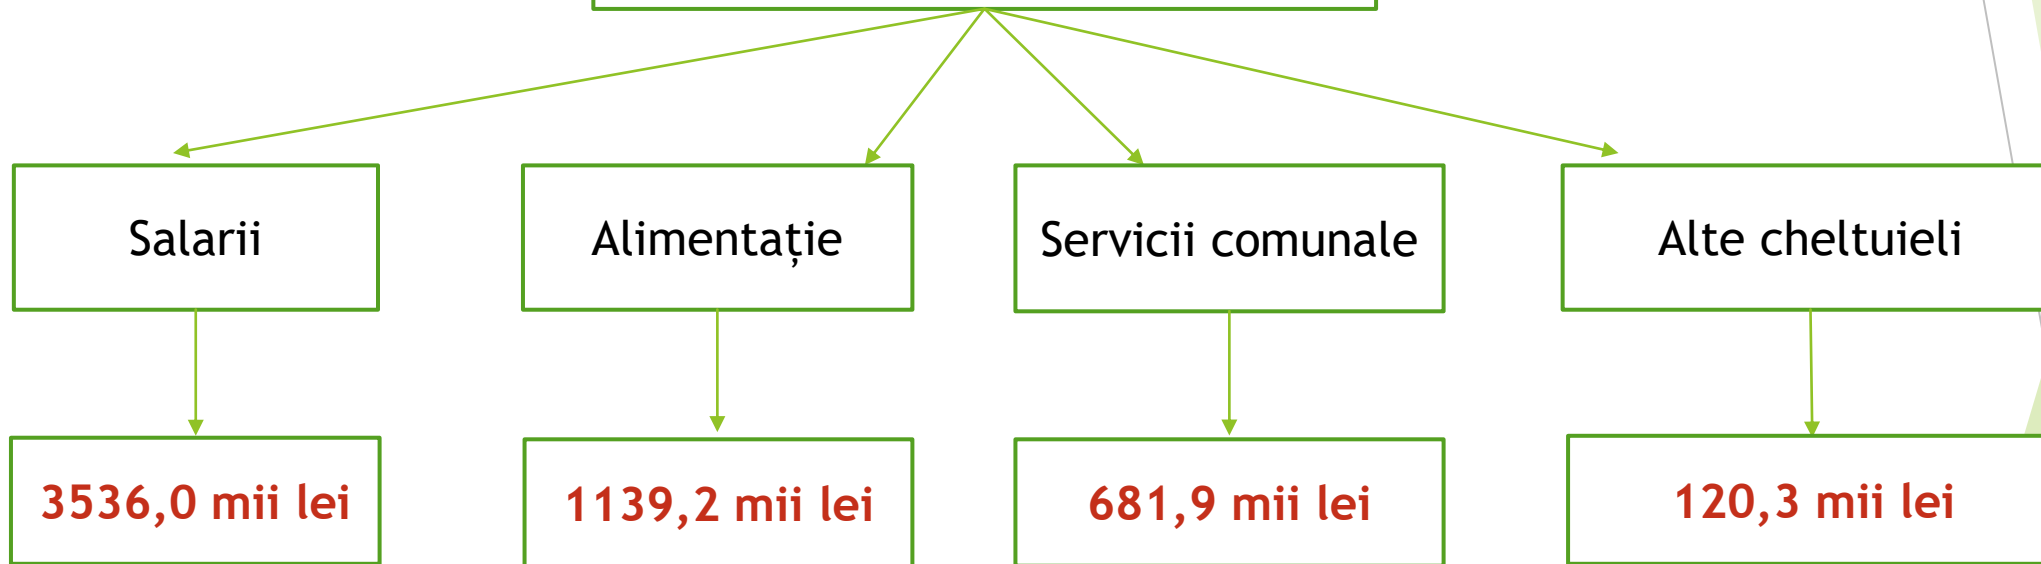 Salarii
Alimentație
Servicii comunale
Alte cheltuieli
3536,0 mii lei
1139,2 mii lei
681,9 mii lei
120,3 mii lei